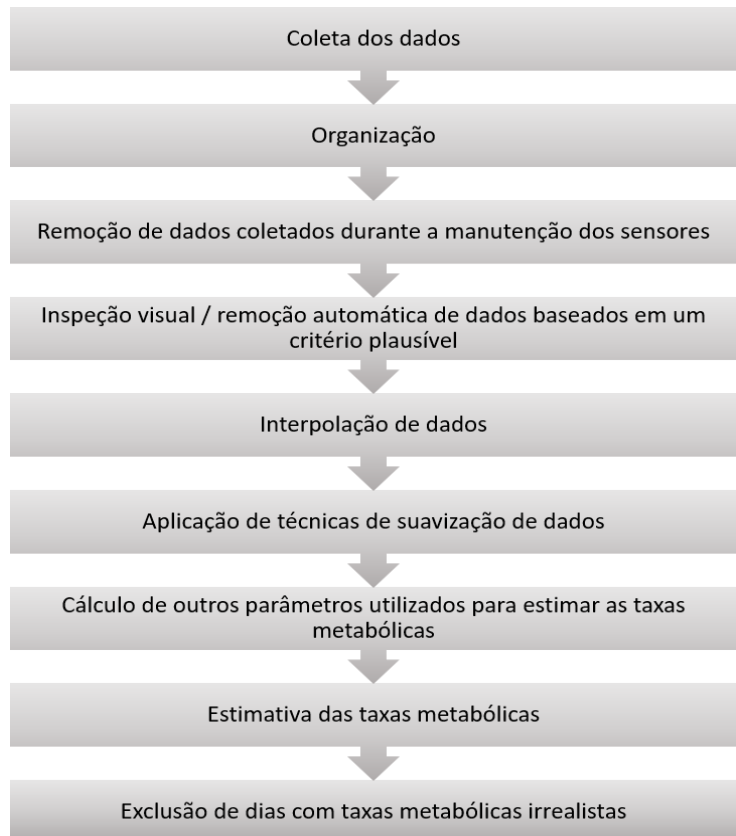 Coleta dos dados
Organização
Remoção de dados coletados durante a manutenção dos sensores
Inspeção visual / remoção automática de dados baseados em um
critério plausível
Interpolação de dados
Aplicação de técnicas de suavização de dados
Cálculo de outros parâmetros utilizados para estimar as taxas
metabólicas
Estimativa das taxas metabólicas
Exclusão de dias com taxas metabólicas irrealistas